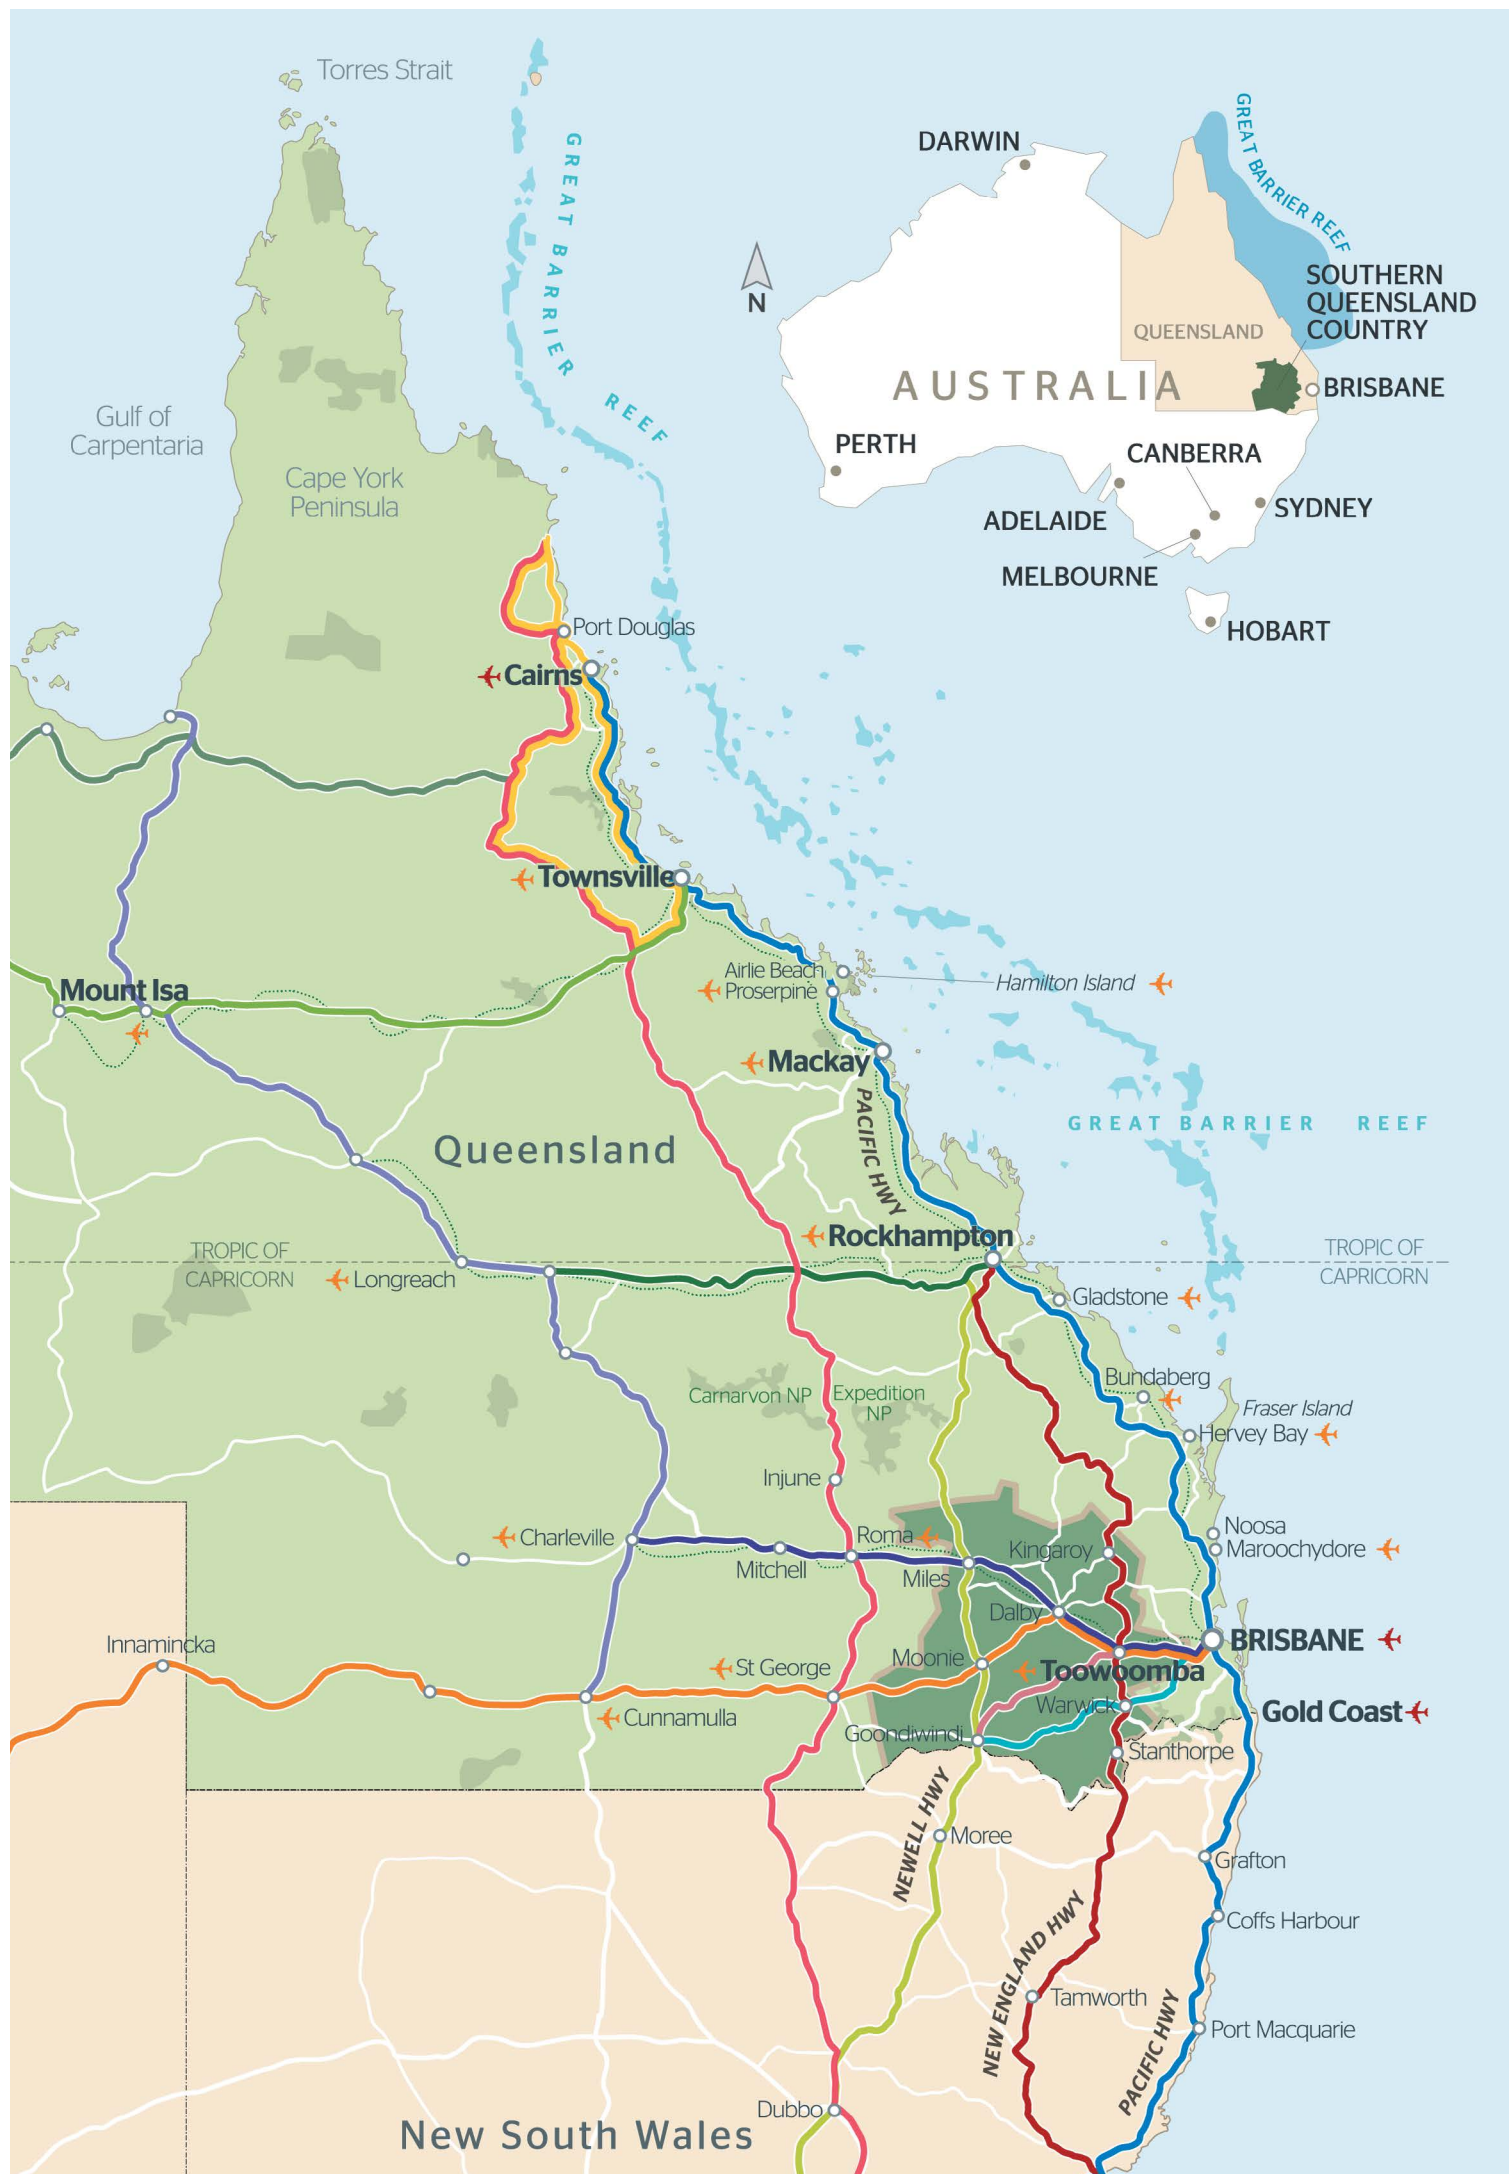 Torres Strait
GREAT BARRIER REEF
DARWIN
GREAT BARRIER REEF
N
SOUTHERN
QUEENSLAND
COUNTRY
QUEENSLAND
AUSTRALIA
BRISBANE
PERTH
CANBERRA
ADELAIDE
SYDNEY
MELBOURNE
HOBART
Gulf of
Carpentaria
Cape York
Peninsula
Port Douglas
Cairns
Townsville
Airlie Beach
Proserpine
Hamilton Island
Mount Isa
Mackay
PACIFIC HWY
GREAT BARRIER REEF
Queensland
Rockhampton
TROPIC OF
CAPRICORN
TROPIC OF
CAPRICORN
Longreach
Gladstone
Bundaberg
Carnarvon NP
Expedition
NP
Fraser Island
Hervey Bay
Injune
Noosa
Maroochydore
Charleville
Roma
Kingaroy
Mitchell
Miles
Dalby
Innamincka
BRISBANE
Moonie
St George
Toowoomba
Warwick
Gold Coast
Cunnamulla
Goondiwindi
Stanthorpe
NEWELL HWY
Moree
Grafton
NEW ENGLAND HWY
Coffs Harbour
Tamworth
PACIFIC HWY
Port Macquarie
Dubbo
New South Wales